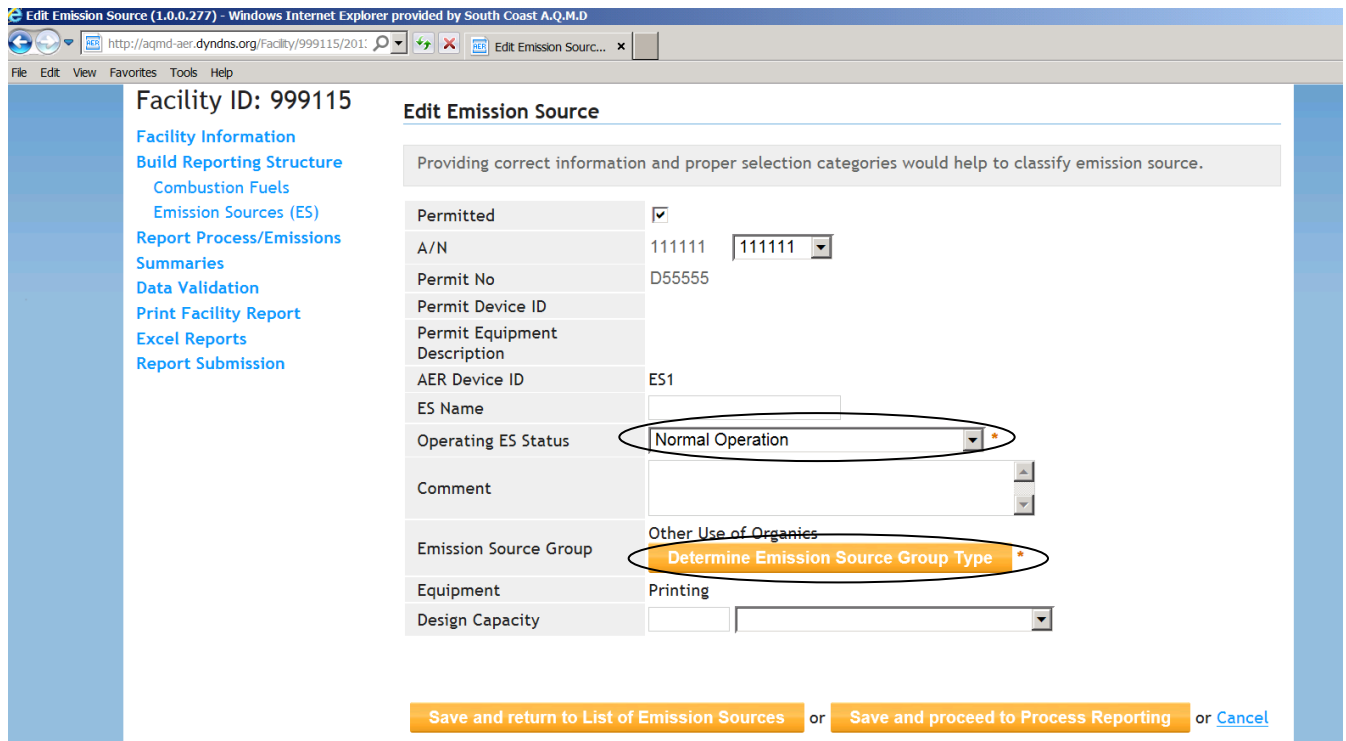 Edit Emission Source (1.0.0.277) - Windows Internet Explorer provided by South Coast A.Q.M.D
AER http://aqmd-aer.dyndns.org/Facility/999115/201 AER Edit Emission Sourc... ×
File Edit View Favorites Tools Help
Facility ID: 999115
Facility Information
Build Reporting Structure
Combustion Fuels
Emission Sources (ES)
Report Process/Emissions
Summaries
Data Validation
Print Facility Report
Excel Reports
Report Submission
Edit Emission Source
Providing correct information and proper selection categories would help to classify emission source.
Permitted
A/N 111111 111111
Permit No D55555
Permit Device ID
Permit Equipment
Description
AER Device ID ES1
ES Name
Operating ES Status Normal Operation *
Comment
Other Use of Organics
Emission Source Group Determine Emission Source Group Type *
Equipment Printing
Design Capacity
Save and return to List of Emission Sources or Save and proceed to Process Reporting or Cancel